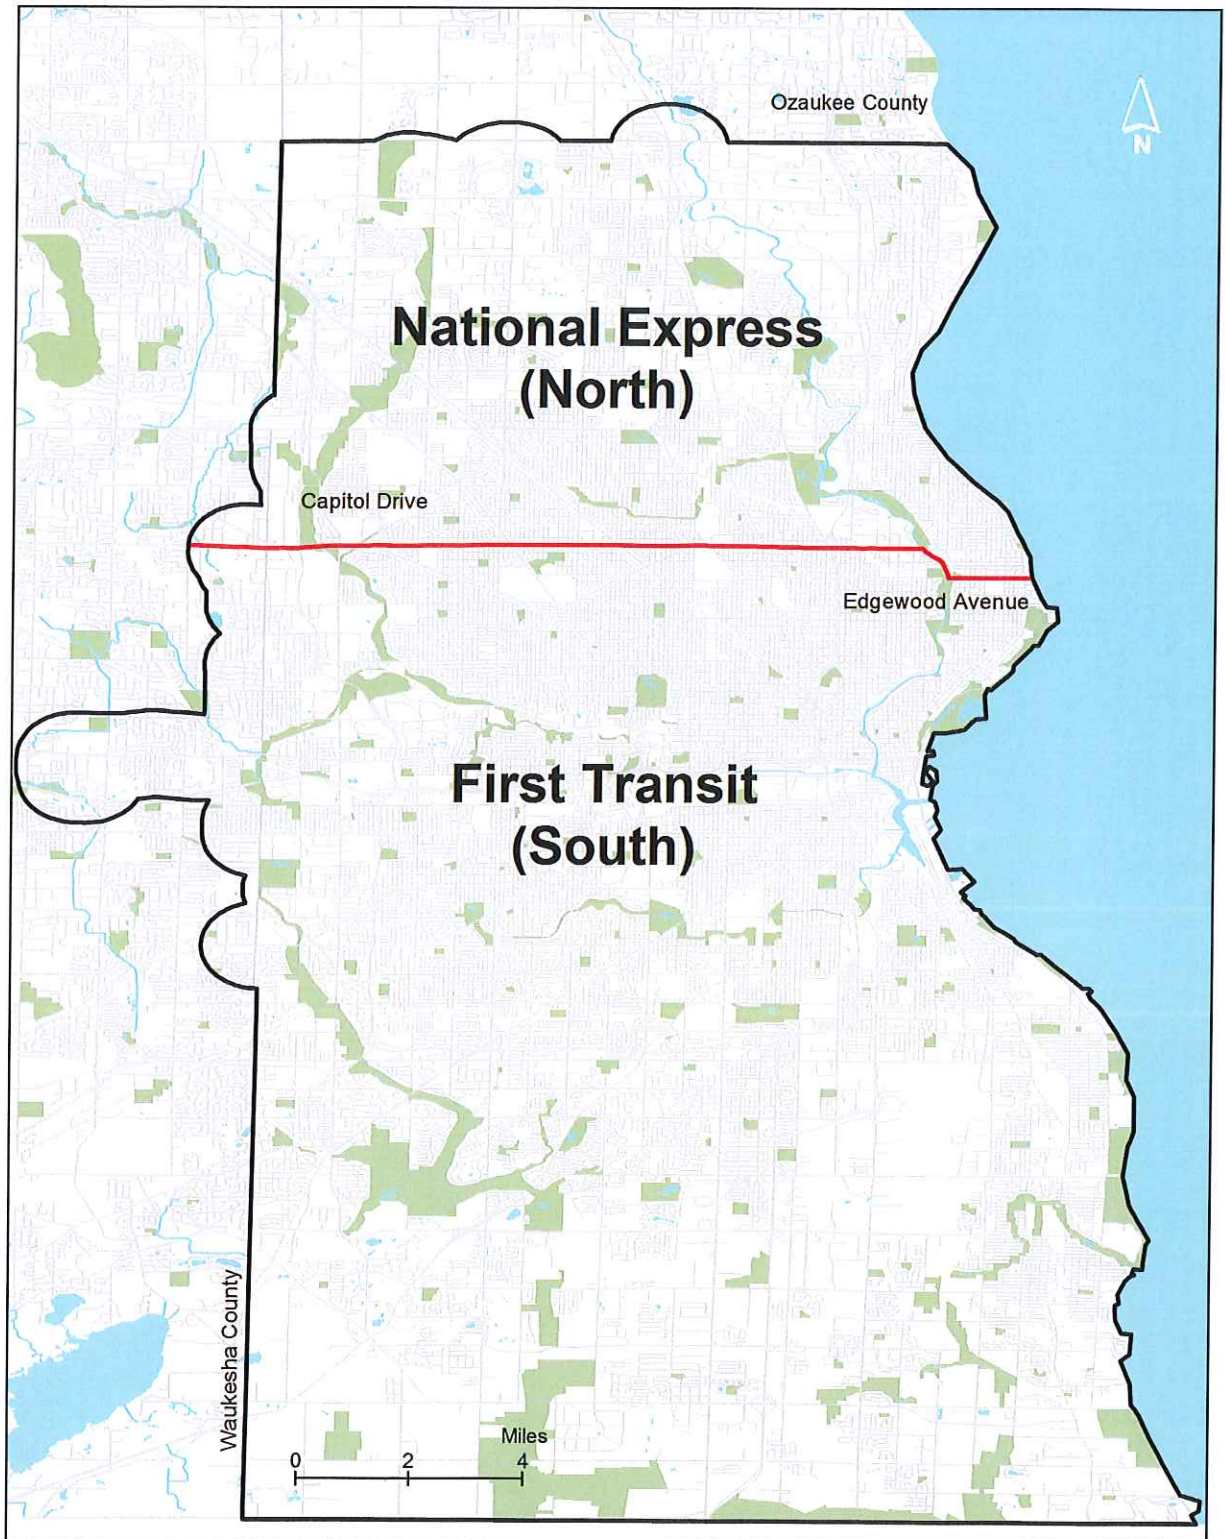 Ozaukee County
N
National Express
(North)
Capitol Drive
Edgewood Avenue
First Transit
(South)
Waukesha County
Miles
0 2 4